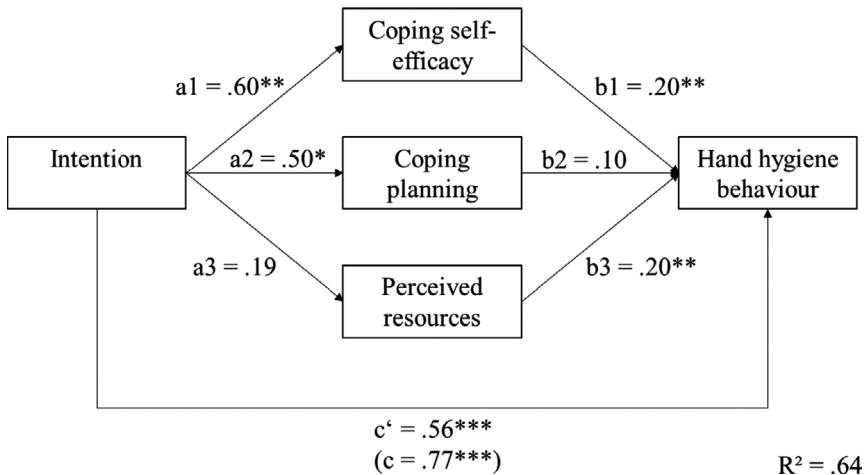 Coping self-
efficacy
a1 = .60**
b1 = .20**
Intention
a2 = .50*
Coping
planning
b2 = .10
Hand hygiene
behaviour
a3 = .19
Perceived
resources
b3 = .20**
c‘ = .56***
(c = .77***)
R² = .64